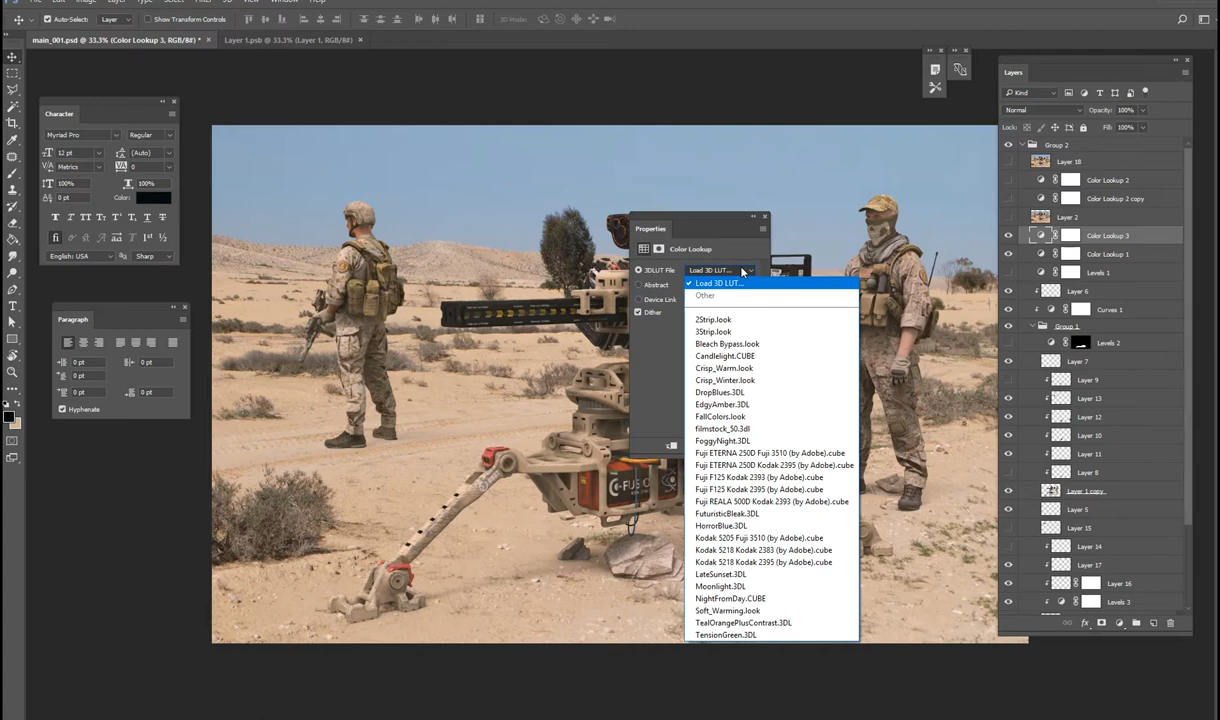 Edit Image Layer Type Select Filter 3D View Window Help
Auto-Select: Layer Show Transform Controls 3D Mode:
main_001.psd @ 33.3% (Color Lookup 3, RGB/8#) * × Layer 1.psb @ 33.3% (Layer 1, RGB/8#) ×
Character
Myriad Pro Regular
12 pt (Auto)
Metrics 0
100% 100%
0 pt Color:
English: USA Sharp
Paragraph
0 pt 0 pt
0 pt
0 pt 0 pt
Hyphenate
Properties
Color Lookup
3DLUT File Load 3D LUT...
Abstract
Device Link
Dither
Load 3D LUT...
Other
2Strip.look
3Strip.look
Bleach Bypass.look
Candlelight.CUBE
Crisp_Warm.look
Crisp_Winter.look
DropBlues.3DL
EdgyAmber.3DL
FallColors.look
filmstock_50.3dl
FoggyNight.3DL
Fuji ETERNA 250D Fuji 3510 (by Adobe).cube
Fuji ETERNA 250D Kodak 2395 (by Adobe).cube
Fuji F125 Kodak 2393 (by Adobe).cube
Fuji F125 Kodak 2395 (by Adobe).cube
Fuji REALA 500D Kodak 2393 (by Adobe).cube
FuturisticBleak.3DL
HorrorBlue.3DL
Kodak 5205 Fuji 3510 (by Adobe).cube
Kodak 5218 Kodak 2383 (by Adobe).cube
Kodak 5218 Kodak 2395 (by Adobe).cube
LateSunset.3DL
Moonlight.3DL
NightFromDay.CUBE
Soft_Warming.look
TealOrangePlusContrast.3DL
TensionGreen.3DL
Layers
Kind
Normal Opacity: 100%
Lock: Fill: 100%
Group 2
Layer 18
Color Lookup 2
Color Lookup 2 copy
Layer 2
Color Lookup 3
Color Lookup 1
Levels 1
Layer 6
Curves 1
Group 1
Levels 2
Layer 7
Layer 9
Layer 13
Layer 12
Layer 10
Layer 11
Layer 8
Layer 1 copy
Layer 5
Layer 15
Layer 14
Layer 17
Layer 16
Levels 3